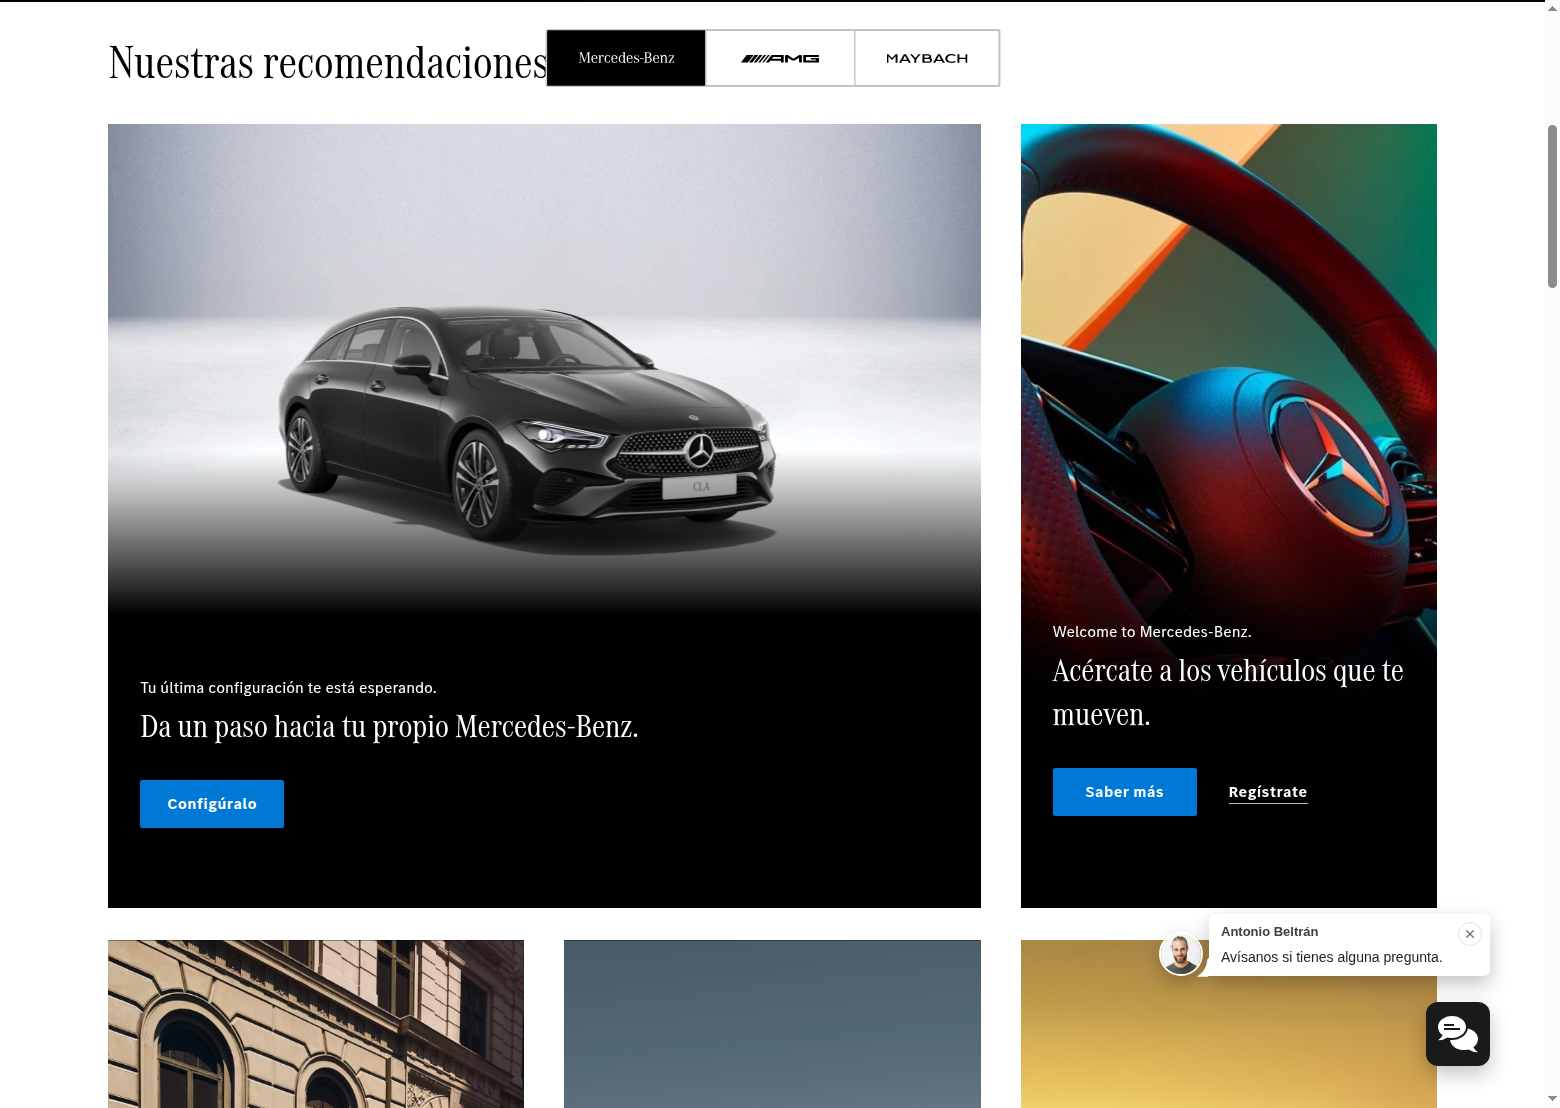 Nuestras recomendaciones
Mercedes-Benz
AMG
MAYBACH
CLA
Tu última configuración te está esperando.
Da un paso hacia tu propio Mercedes-Benz.
Configúralo
Welcome to Mercedes-Benz.
Acércate a los vehículos que te
mueven.
Saber más
Regístrate
Antonio Beltrán
Avísanos si tienes alguna pregunta.